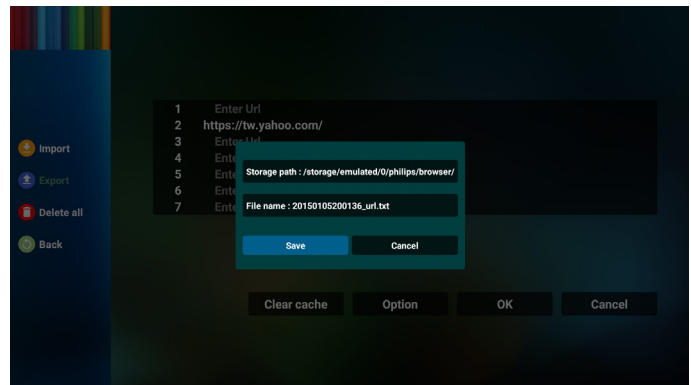 Import
Export
Delete all
Back
1 Enter Url
2 https://tw.yahoo.com/
3 Enter Url
4 Ente
5 Ente
6 Ente
7 Ente
Storage path : /storage/emulated/0/philips/browser/
File name : 20150105200136_url.txt
Save Cancel
Clear cache Option OK Cancel